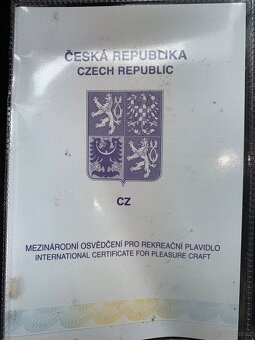 ČESKÁ REPUBLIKA
CZECH REPUBLIC
CZ
MEZINÁRODNÍ OSVĚDČENÍ PRO REKREAČNÍ PLAVIDLO
INTERNATIONAL CERTIFICATE FOR PLEASURE CRAFT